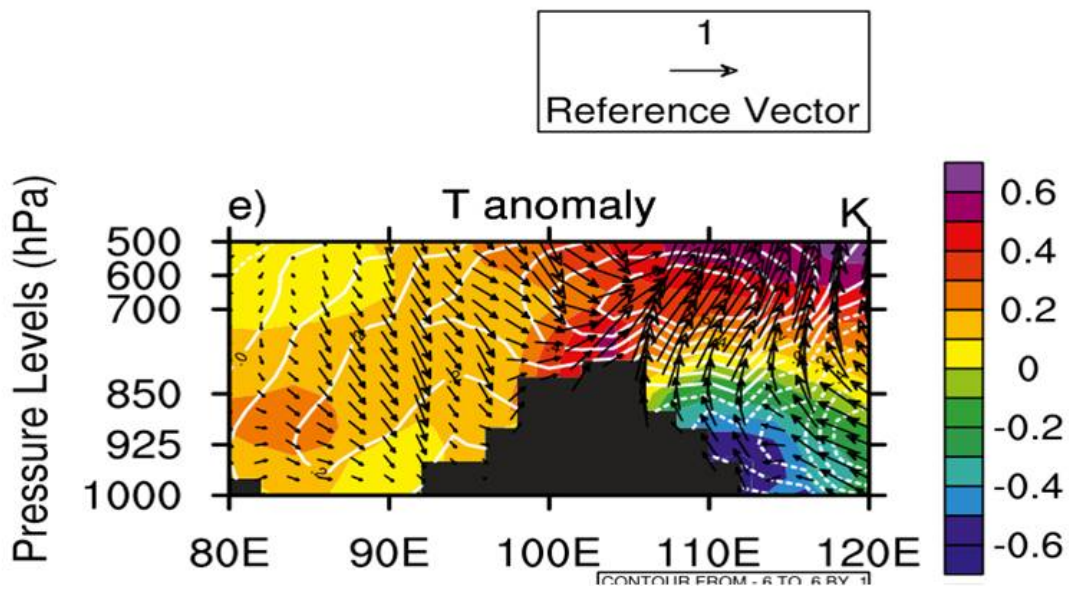 1
Reference Vector
e) T anomaly K
Pressure Levels (hPa)
500
600
700
850
925
1000
80E 90E 100E 110E 120E
0.6
0.4
0.2
0
-0.2
-0.4
-0.6
CONTOUR FROM -.6 TO .6 BY .1